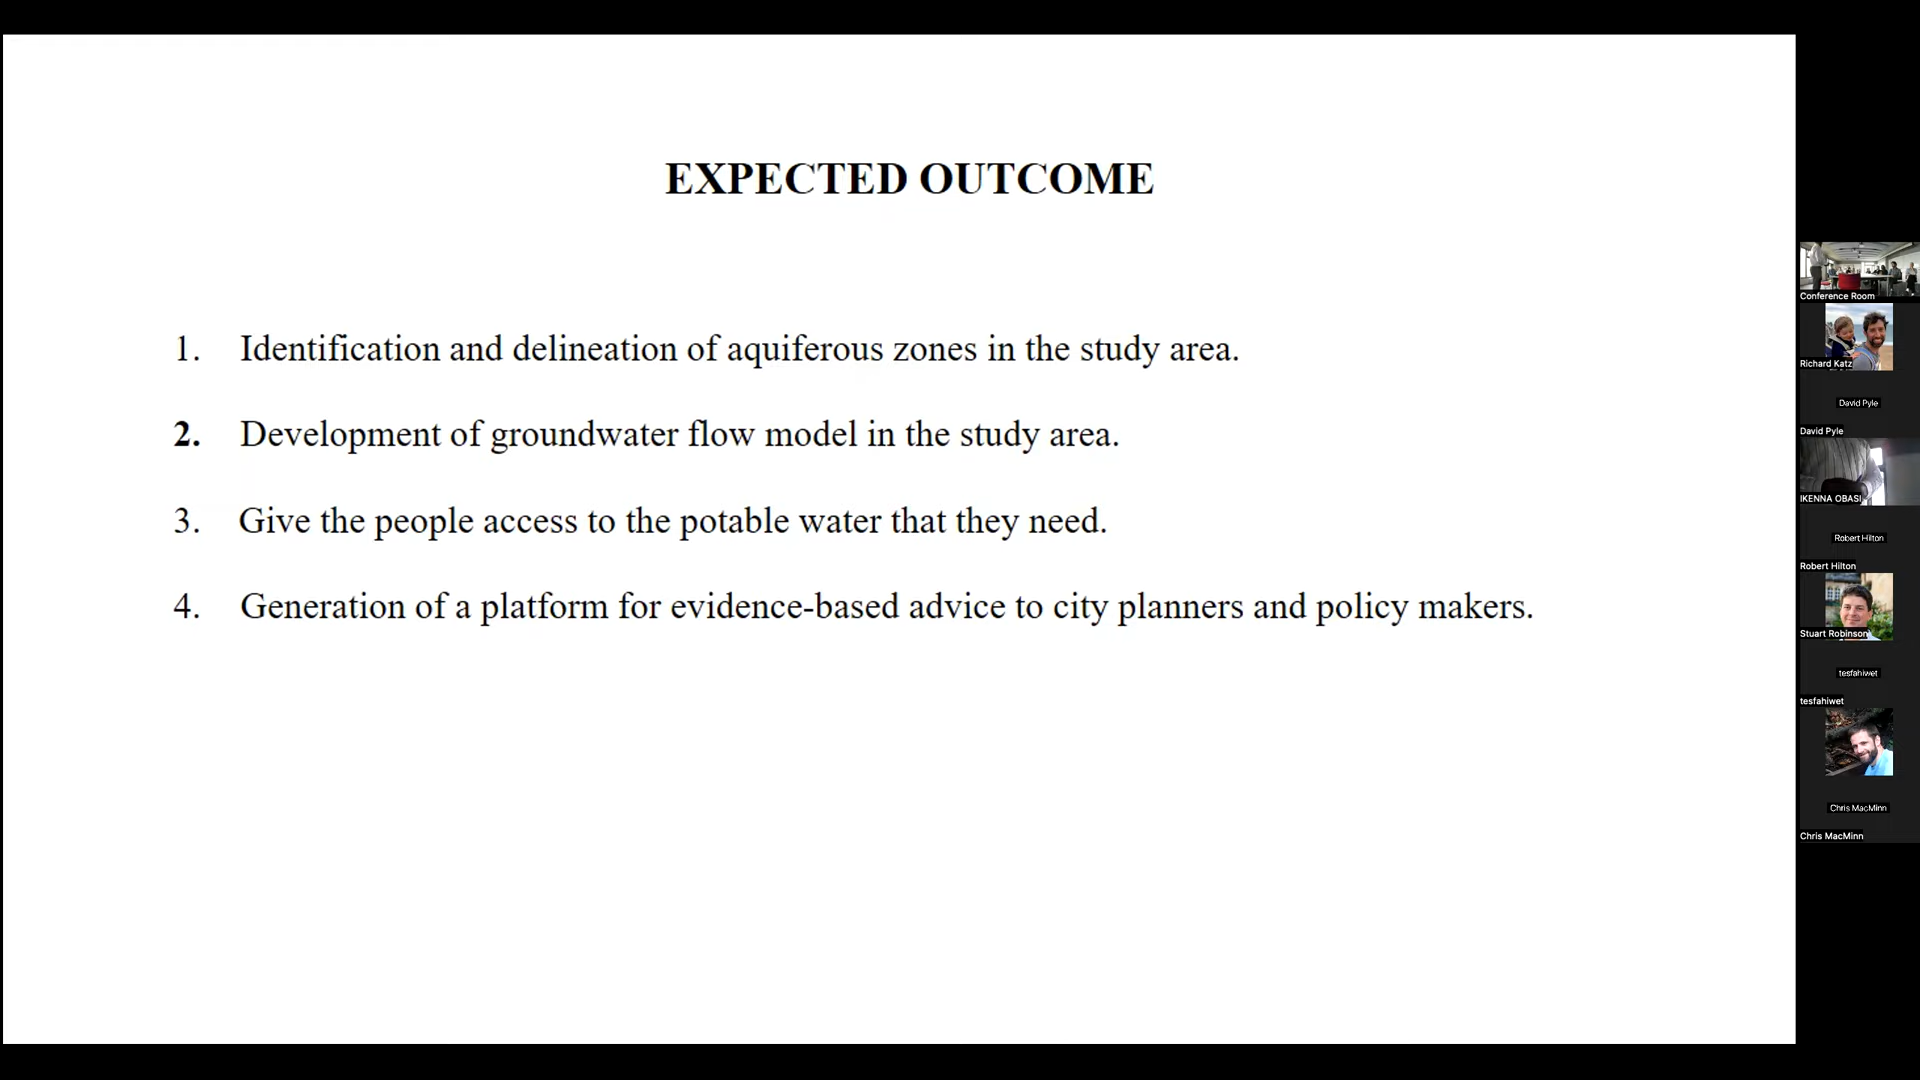 EXPECTED OUTCOME
1. Identification and delineation of aquiferous zones in the study area.
2. Development of groundwater flow model in the study area.
3. Give the people access to the potable water that they need.
4. Generation of a platform for evidence-based advice to city planners and policy makers.
Conference Room
Richard Katz
David Pyle
David Pyle
IKENNA OBASI
Robert Hilton
Robert Hilton
Stuart Robinson
tesfahiwet
tesfahiwet
Chris MacMinn
Chris MacMinn